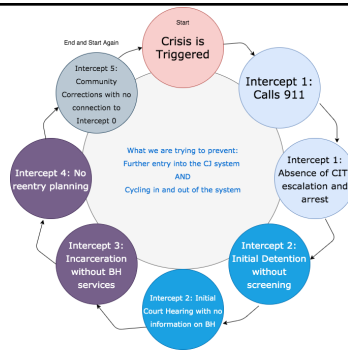 Start
Crisis is
Triggered
End and Start Again
Intercept 5:
Community
Corrections with no
connection to
Intercept 0
Intercept 1:
Calls 911
Intercept 1:
Absence of CIT
escalation and
arrest
Intercept 2:
Initial Detention
without
screening
Intercept 2: Initial
Court Hearing with no
information on BH
Intercept 3:
Incarceration
without BH
services
Intercept 4: No
reentry planning
What we are trying to prevent:
Further entry into the CJ system
AND
Cycling in and out of the system